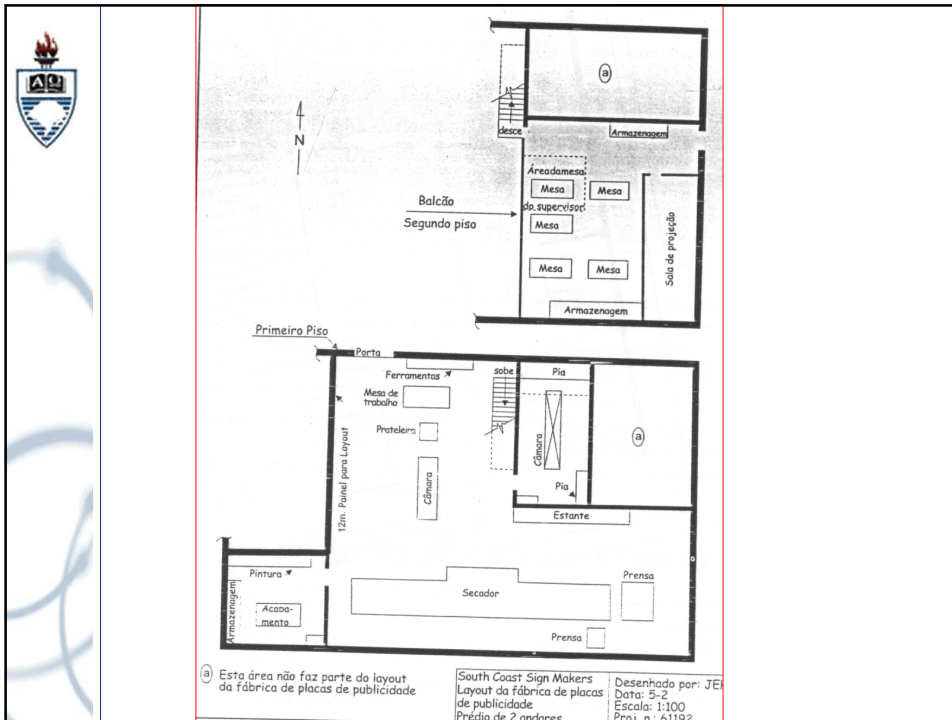 ΑΩ
N
a
desce
Armazenagem
Áreadamesa
Mesa
Mesa
do supervisor
Mesa
Balcão
Segundo piso
Mesa
Mesa
Sala de projeção
Armazenagem
Primeiro Piso
Porta
Ferramentas
sobe
Pia
Mesa de
trabalho
Prateleira
12m. Painel para Layout
Câmara
Câmara
a
Pia
Estante
Pintura
Armazenagem
Acaba-
mento
Secador
Prensa
Prensa
a Esta área não faz parte do layout
da fábrica de placas de publicidade
South Coast Sign Makers
Layout da fábrica de placas
de publicidade
Prédio de 2 andores
Desenhado por: JEH
Data: 5-2
Escala: 1:100
Proj. n.: 61192